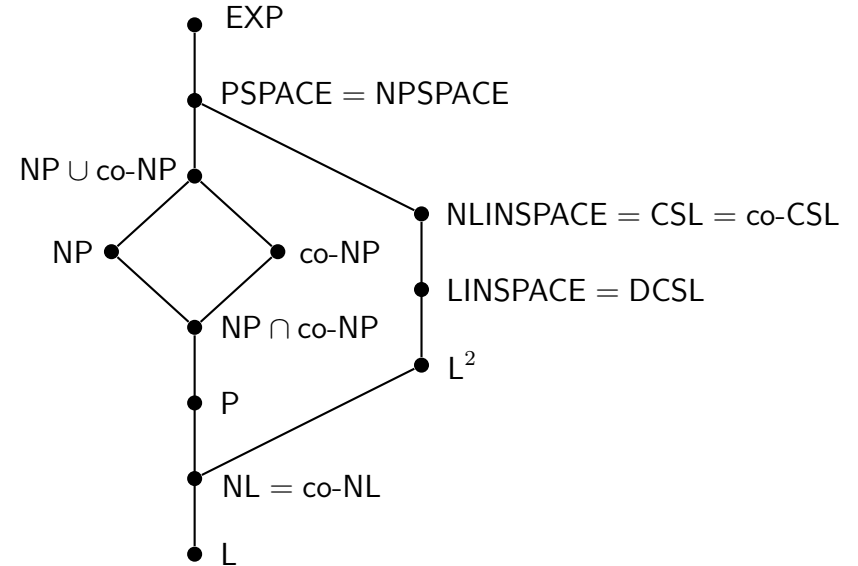 EXP
PSPACE = NPSPACE
NP ∪ co-NP
NLINSPACE = CSL = co-CSL
NP
co-NP
LINSPACE = DCSL
NP ∩ co-NP
L²
P
NL = co-NL
L